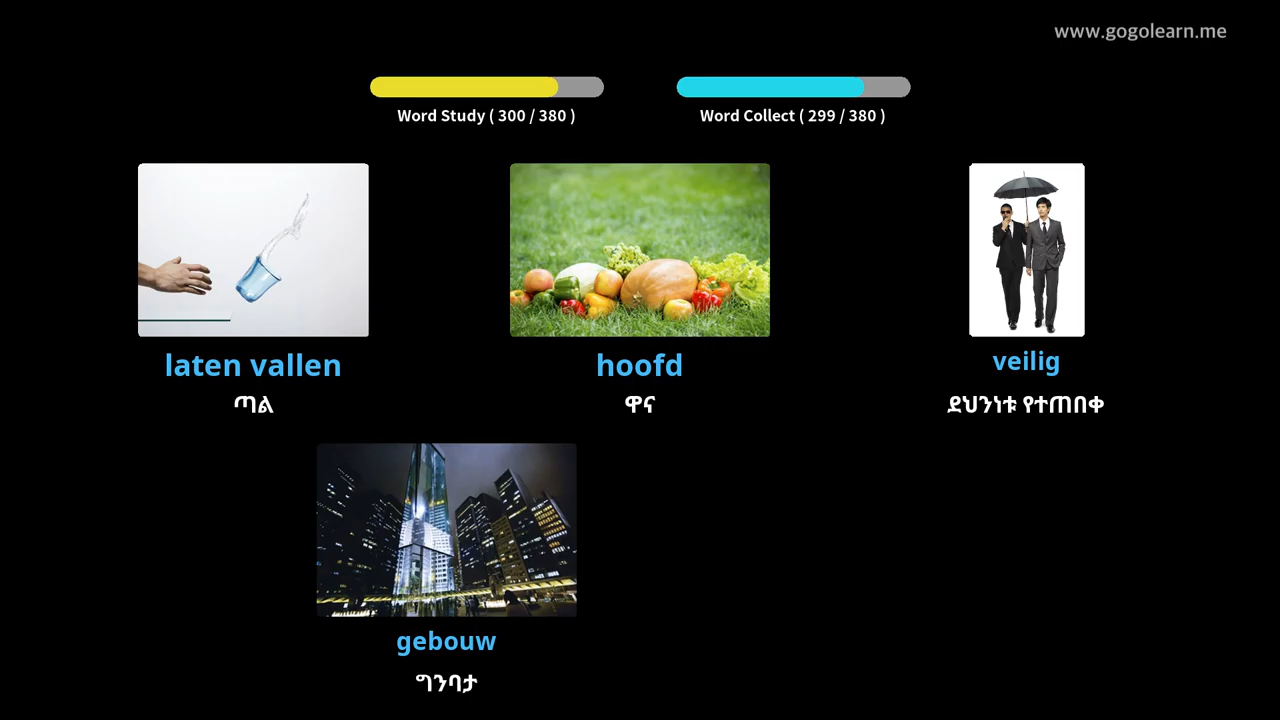 www.gogolearn.me
Word Study ( 300 / 380 )
Word Collect ( 299 / 380 )
laten vallen
hoofd
veilig
ጣል
ዋና
ደህንነቱ የተጠበቀ
gebouw
ግንባታ